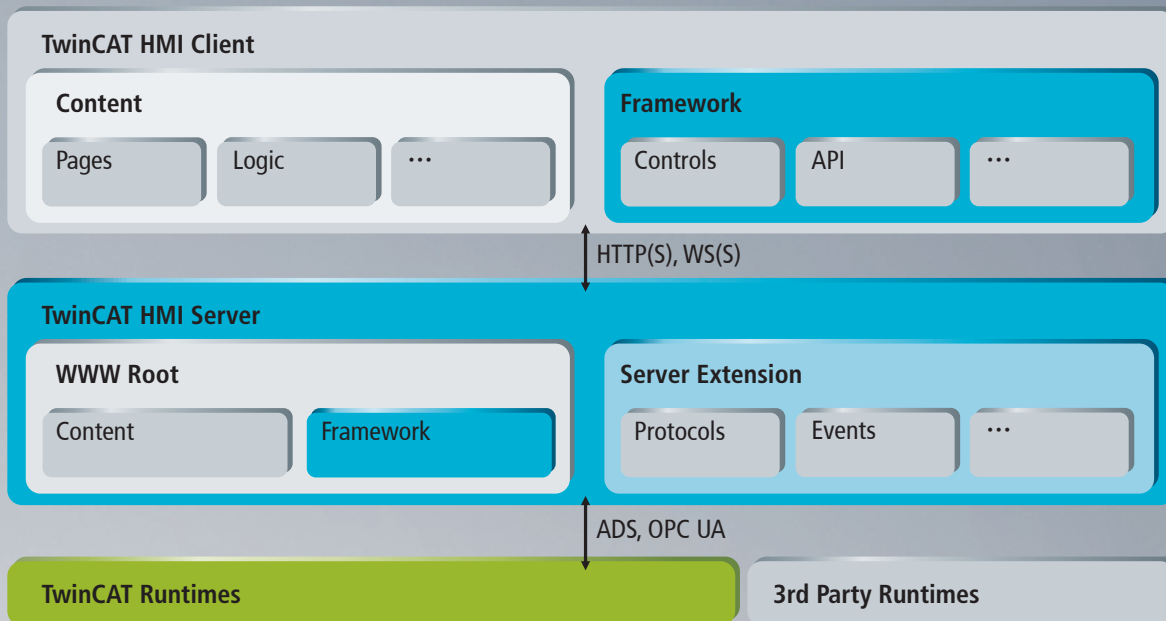 TwinCAT HMI Client
Content
Pages
Logic
...
Framework
Controls
API
...
HTTP(S), WS(S)
TwinCAT HMI Server
WWW Root
Content
Framework
Server Extension
Protocols
Events
...
ADS, OPC UA
TwinCAT Runtimes
3rd Party Runtimes